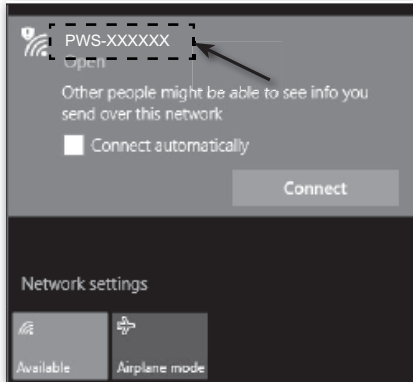 PWS-XXXXXX
Open
Other people might be able to see info you
send over this network
Connect automatically
Connect
Network settings
Available
Airplane mode